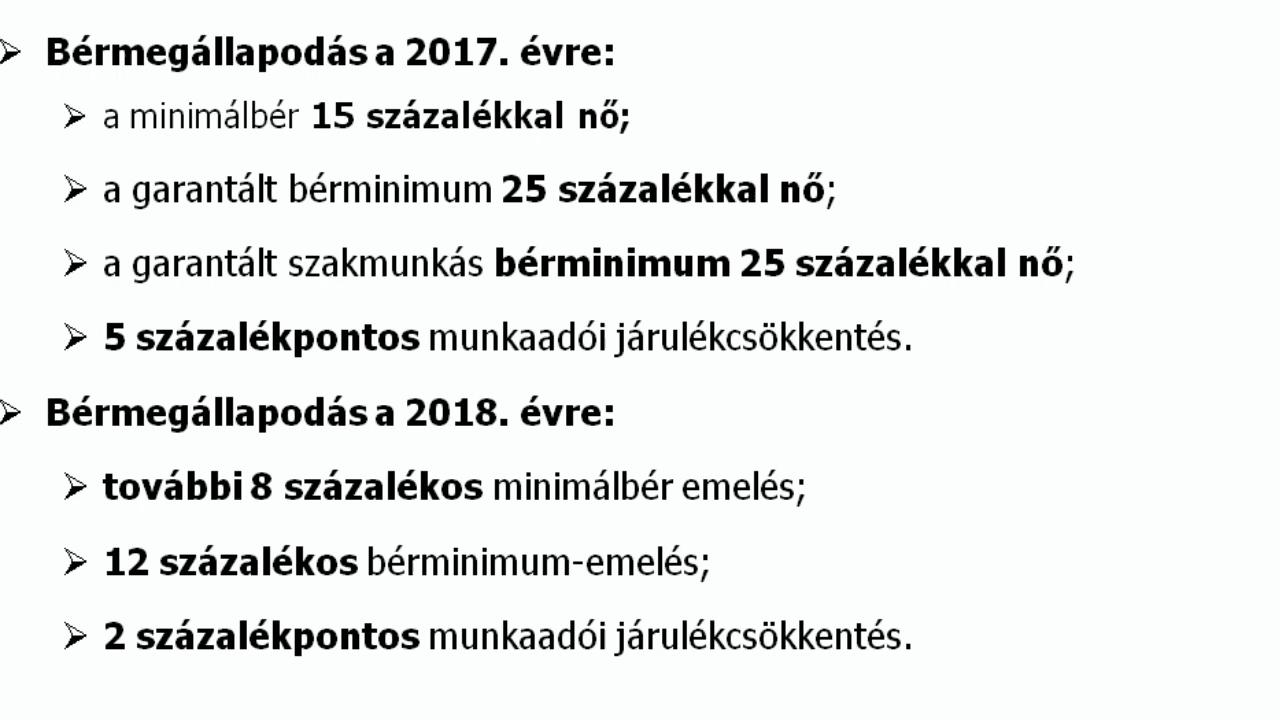 ➢ Bérmegállapodás a 2017. évre:
➢ a minimálbér 15 százalékkal nő;
➢ a garantált bérminimum 25 százalékkal nő;
➢ a garantált szakmunkás bérminimum 25 százalékkal nő;
➢ 5 százalékpontos munkaadói járulékcsökkentés.
➢ Bérmegállapodás a 2018. évre:
➢ további 8 százalékos minimálbér emelés;
➢ 12 százalékos bérminimum-emelés;
➢ 2 százalékpontos munkaadói járulékcsökkentés.